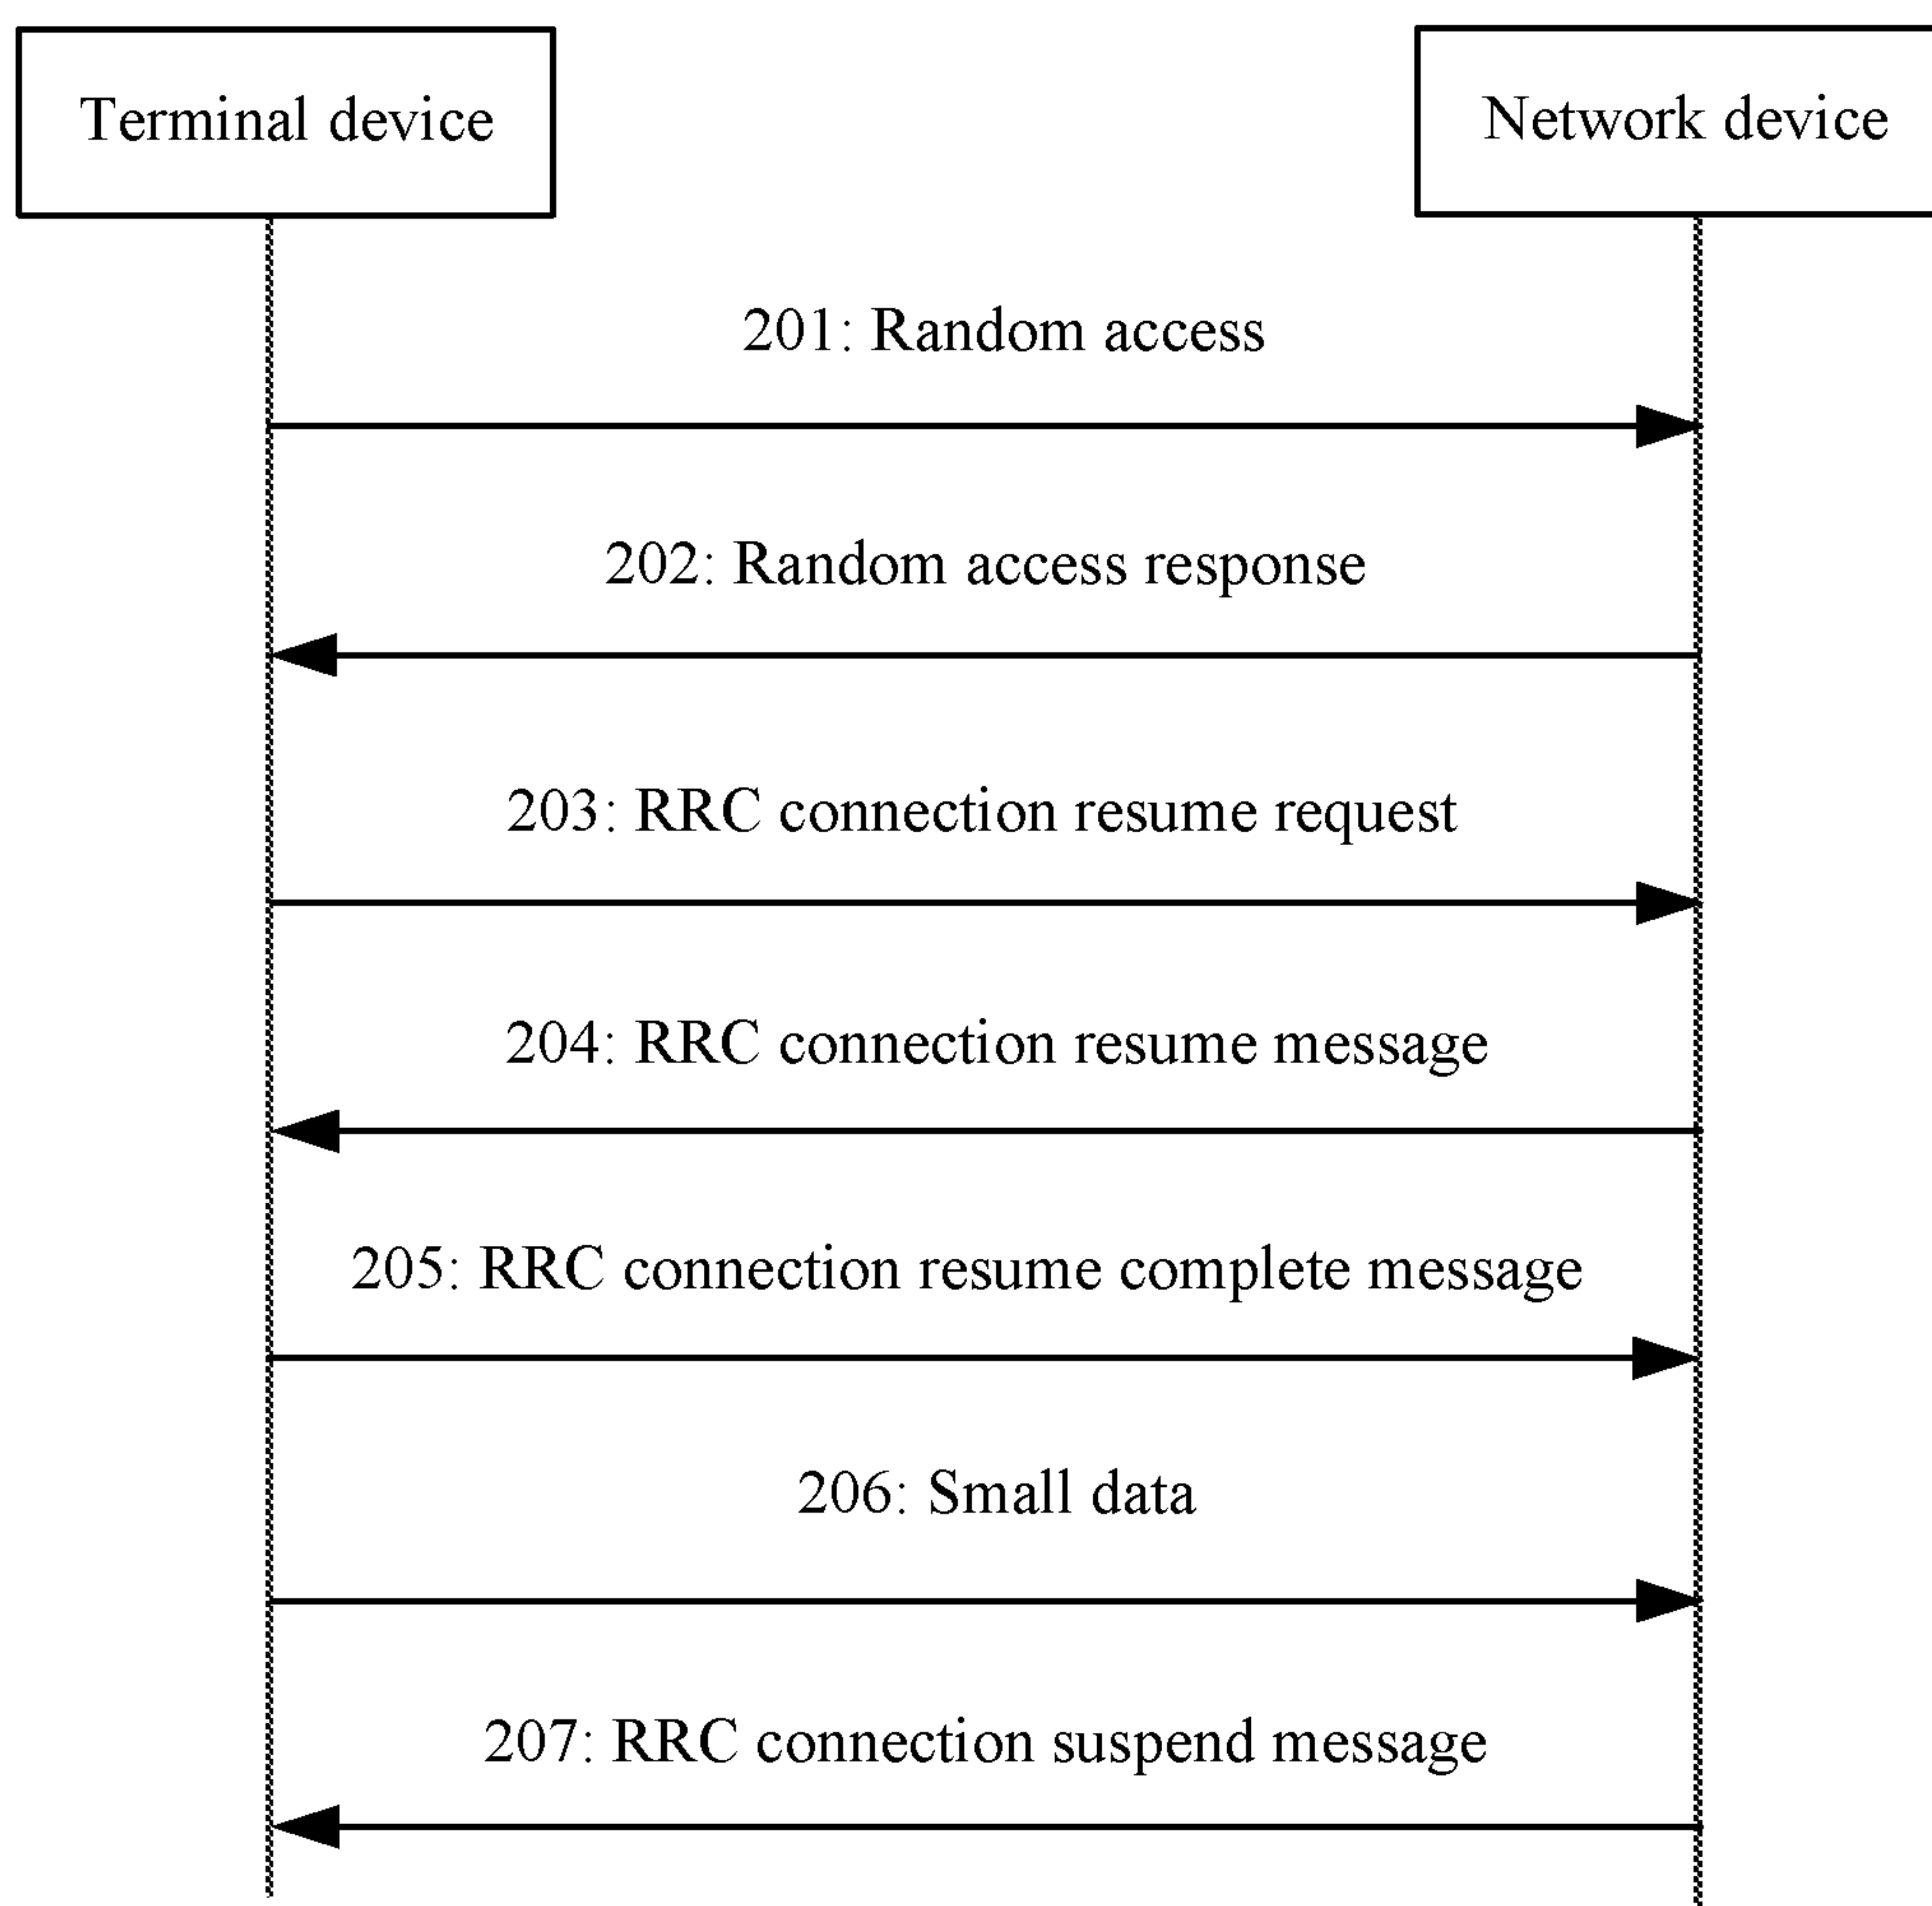 Terminal device
Network device
201: Random access
202: Random access response
203: RRC connection resume request
204: RRC connection resume message
205: RRC connection resume complete message
206: Small data
207: RRC connection suspend message